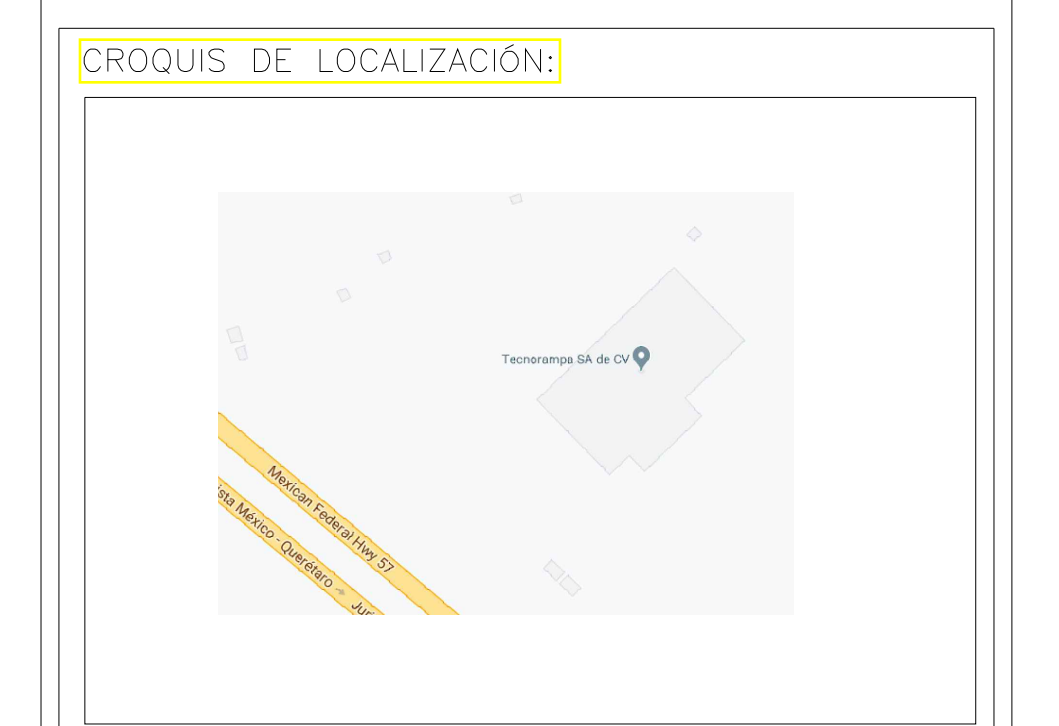 CROQUIS DE LOCALIZACIÓN:
Tecnorampa SA de CV
Mexican Federal Hwy 57
ista México - Querétaro